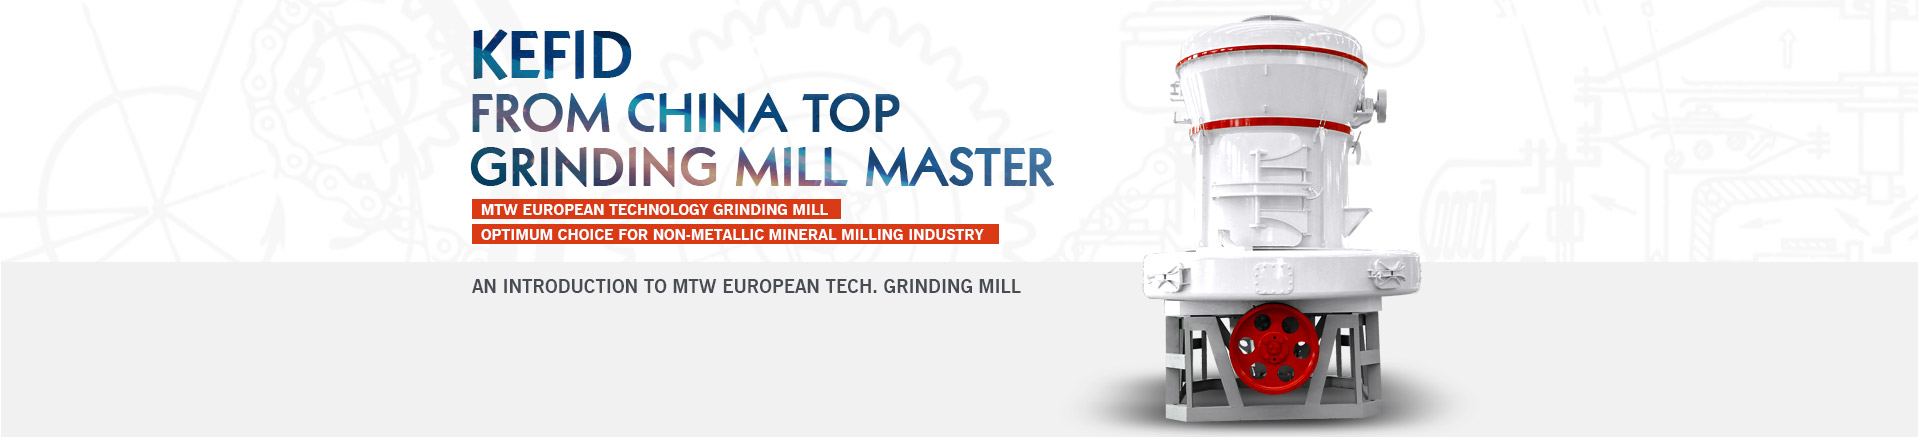 KEFID
FROM CHINA TOP
GRINDING MILL MASTER
MTW EUROPEAN TECHNOLOGY GRINDING MILL
OPTIMUM CHOICE FOR NON-METALLIC MINERAL MILLING INDUSTRY
AN INTRODUCTION TO MTW EUROPEAN TECH. GRINDING MILL